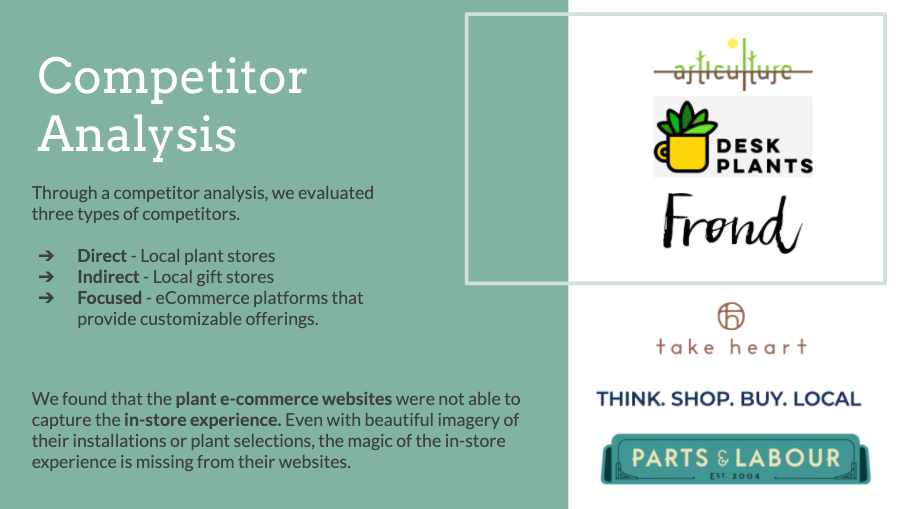 Competitor
Analysis
Through a competitor analysis, we evaluated
three types of competitors.
➔ Direct - Local plant stores
➔ Indirect - Local gift stores
➔ Focused - eCommerce platforms that
provide customizable offerings.
We found that the plant e-commerce websites were not able to
capture the in-store experience. Even with beautiful imagery of
their installations or plant selections, the magic of the in-store
experience is missing from their websites.
articulture
DESK
PLANTS
Frond
take heart
THINK. SHOP. BUY. LOCAL
PARTS & LABOUR
EST. 2004